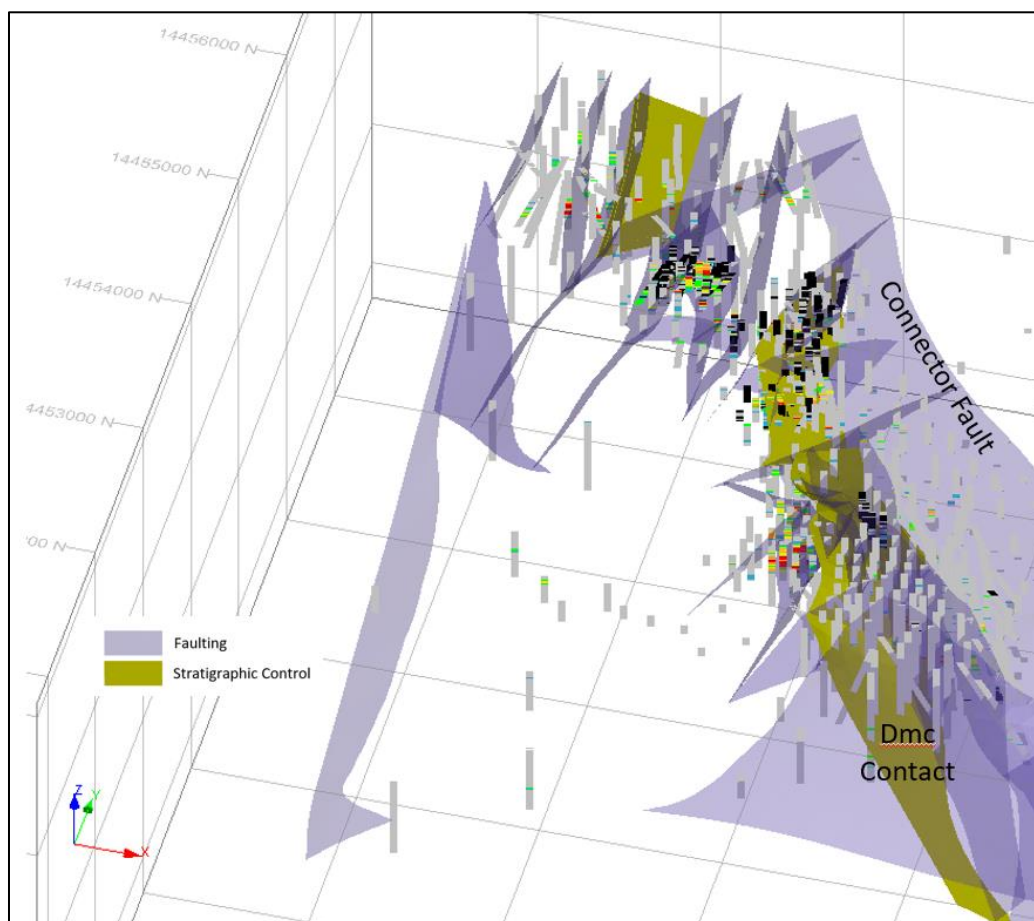 14456000 N
14455000 N
14454000 N
4453000 N
00 N
Connector Fault
Faulting
Stratigraphic Control
Dmc
Contact
Z
Y
X